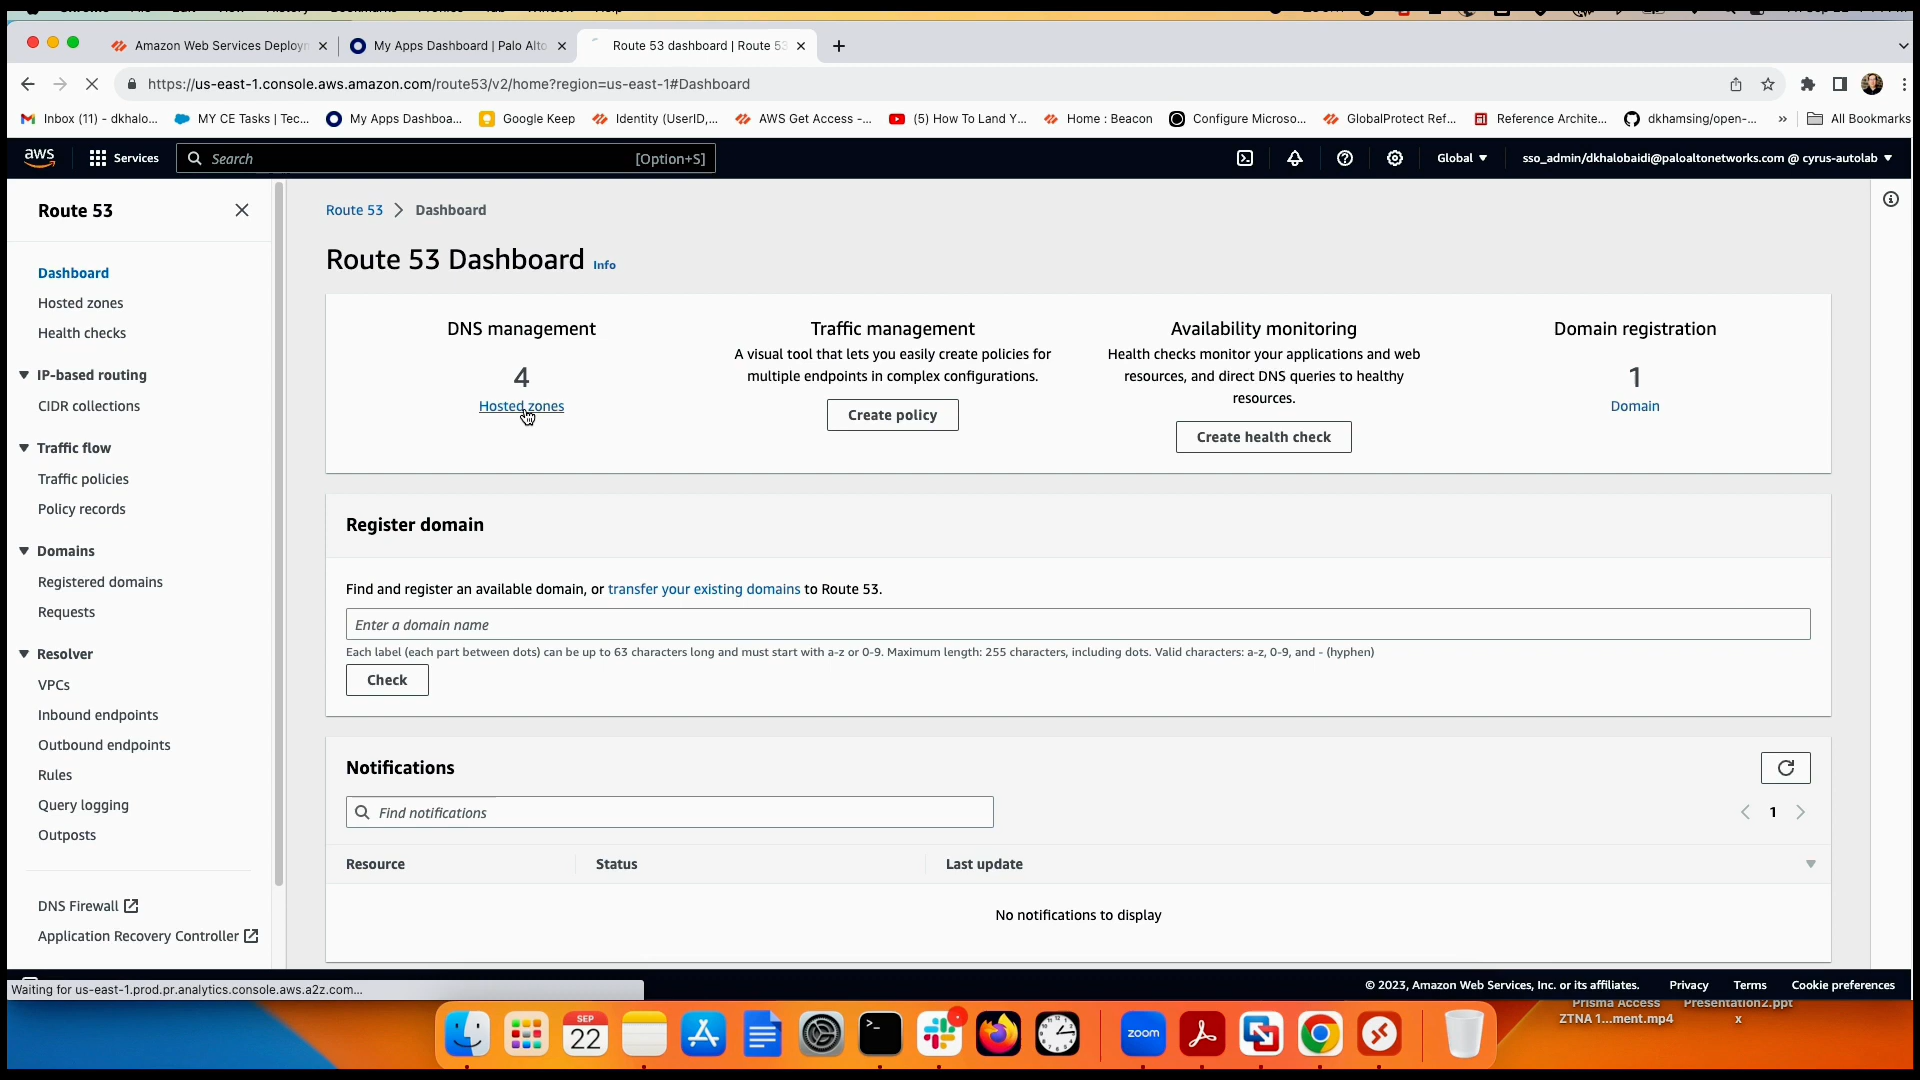 Amazon Web Services Deploym
My Apps Dashboard | Palo Alto
Route 53 dashboard | Route 53
https://us-east-1.console.aws.amazon.com/route53/v2/home?region=us-east-1#Dashboard
Inbox (11) - dkhalo...
MY CE Tasks | Tec...
My Apps Dashboa...
Google Keep
Identity (UserID,...
AWS Get Access -...
(5) How To Land Y...
Home : Beacon
Configure Microso...
GlobalProtect Ref...
Reference Archite...
dkhamsing/open-...
»
All Bookmarks
aws
Services
Search
[Option+S]
Global
sso_admin/dkhalobaidi@paloaltonetworks.com @ cyrus-autolab
Route 53
Dashboard
Hosted zones
Health checks
IP-based routing
CIDR collections
Traffic flow
Traffic policies
Policy records
Domains
Registered domains
Requests
Resolver
VPCs
Inbound endpoints
Outbound endpoints
Rules
Query logging
Outposts
DNS Firewall
Application Recovery Controller
Route 53 > Dashboard
Route 53 Dashboard Info
DNS management
4
Hosted zones
Traffic management
A visual tool that lets you easily create policies for
multiple endpoints in complex configurations.
Create policy
Availability monitoring
Health checks monitor your applications and web
resources, and direct DNS queries to healthy
resources.
Create health check
Domain registration
1
Domain
Register domain
Find and register an available domain, or transfer your existing domains to Route 53.
Enter a domain name
Each label (each part between dots) can be up to 63 characters long and must start with a-z or 0-9. Maximum length: 255 characters, including dots. Valid characters: a-z, 0-9, and - (hyphen)
Check
Notifications
Find notifications
1
Resource
Status
Last update
No notifications to display
Waiting for us-east-1.prod.pr.analytics.console.aws.a2z.com...
© 2023, Amazon Web Services, Inc. or its affiliates.
Privacy
Terms
Cookie preferences
Prisma Access
ZTNA 1...ment.mp4
Presentation2.ppt
x
SEP
22
zoom